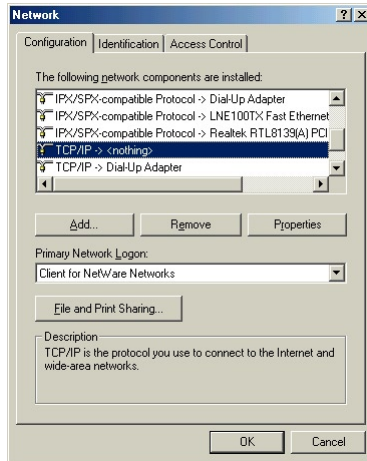 Network
Configuration Identification Access Control
The following network components are installed:
IPX/SPX-compatible Protocol -> Dial-Up Adapter
IPX/SPX-compatible Protocol -> LNE100TX Fast Ethernet
IPX/SPX-compatible Protocol -> Realtek RTL8139(A) PCI
TCP/IP -> <nothing>
TCP/IP -> Dial-Up Adapter
Add... Remove Properties
Primary Network Logon:
Client for NetWare Networks
File and Print Sharing...
Description
TCP/IP is the protocol you use to connect to the Internet and
wide-area networks.
OK Cancel